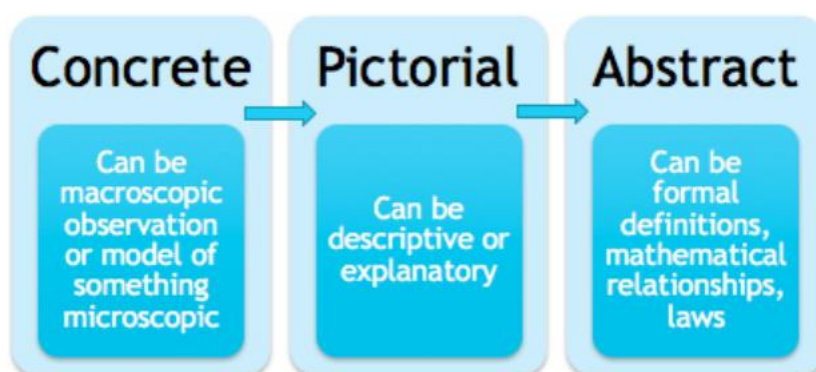 Concrete
Can be
macroscopic
observation
or model of
something
microscopic
Pictorial
Can be
descriptive or
explanatory
Abstract
Can be
formal
definitions,
mathematical
relationships,
laws